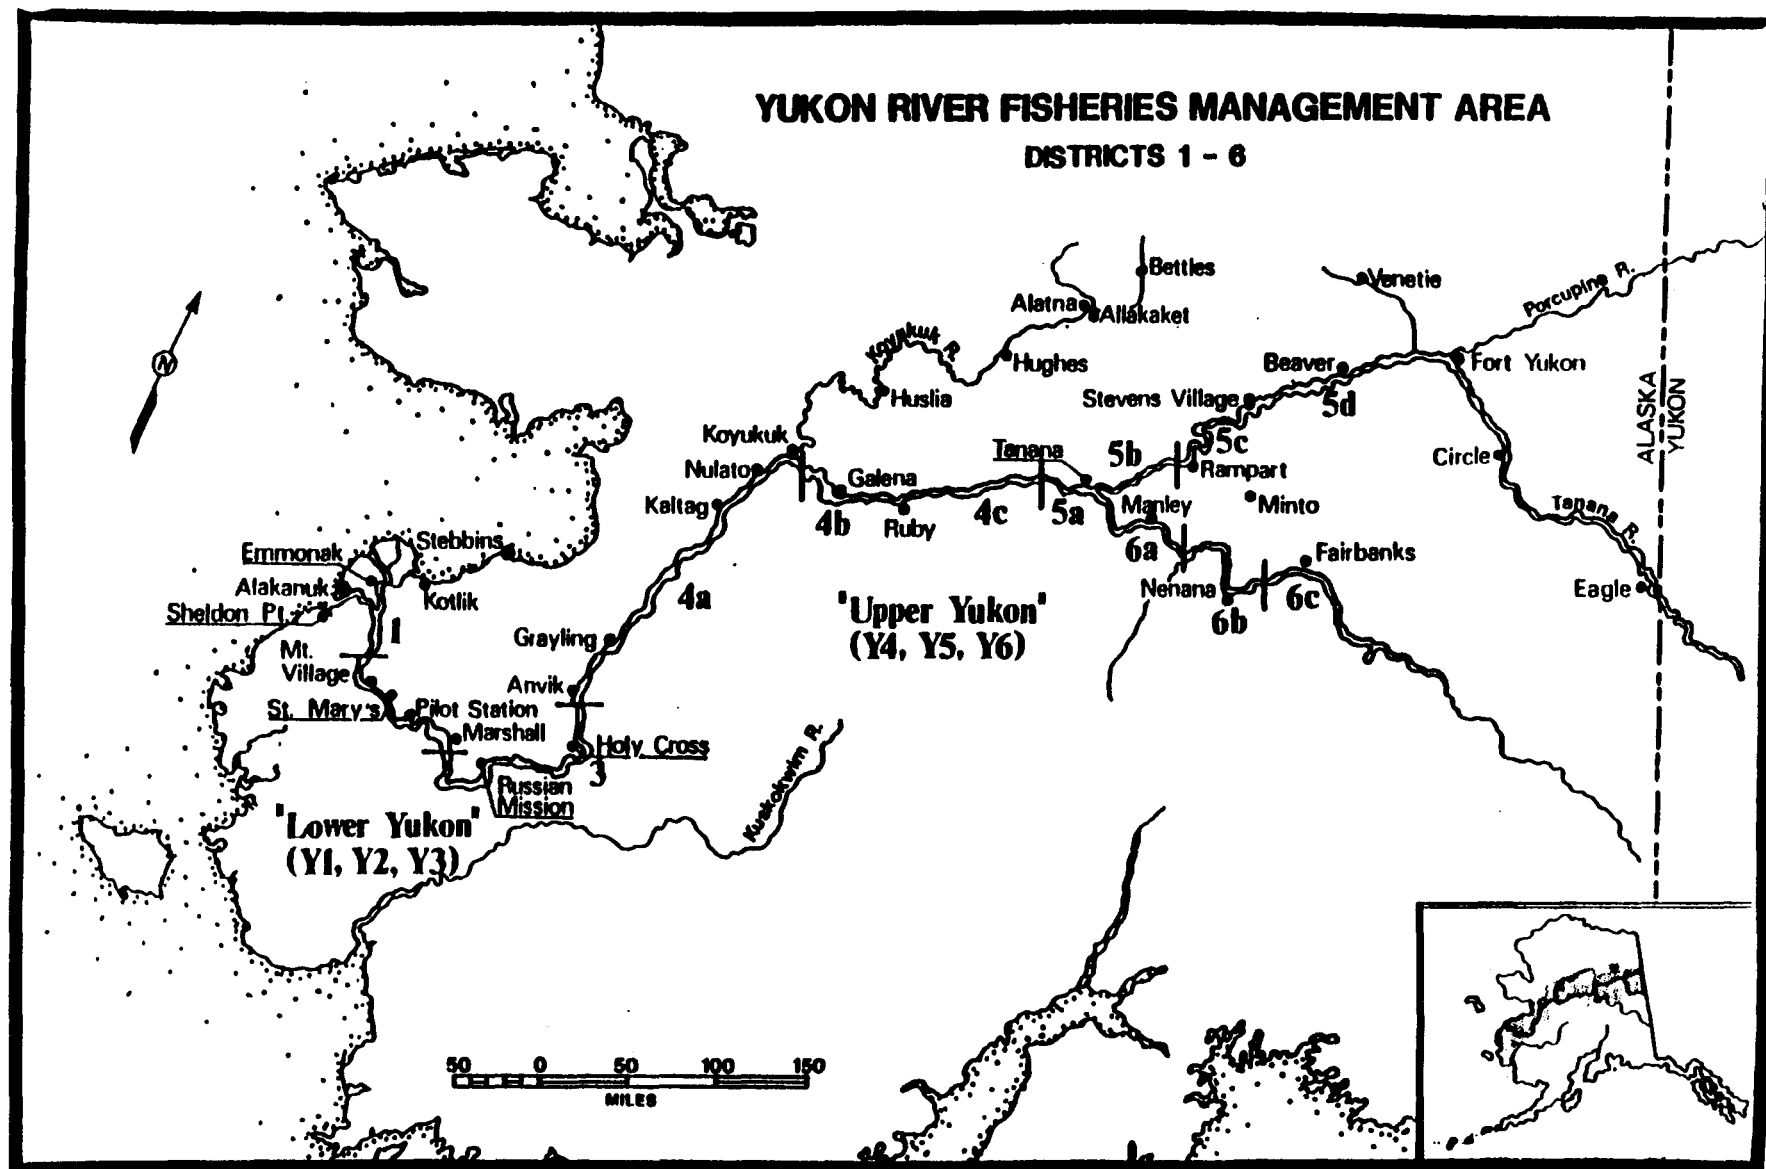 YUKON RIVER FISHERIES MANAGEMENT AREA
DISTRICTS 1 - 6
N
Bettles
Venetie
Porcupine R.
Alatna
Allakaket
Koyukuk R.
Hughes
Beaver
Fort Yukon
Huslia
Stevens Village
5d
ALASKA
YUKON
Koyukuk
5c
Tanana
5b
Circle
Nulato
Galena
Rampart
Kaltag
4b
Ruby
4c
5a
Manley
Minto
Tanana R.
Stebbins
Emmonak
6a
Fairbanks
Alakanuk
Kotlik
Nenana
6c
Eagle
Sheldon Pt.
4a
"Upper Yukon"
(Y4, Y5, Y6)
6b
1
Grayling
Mt.
Village
Anvik
St. Mary's
Pilot Station
Marshall
Holy Cross
3
Russian
Mission
Kuskokwim R.
"Lower Yukon"
(Y1, Y2, Y3)
50 0 50 100 150
MILES